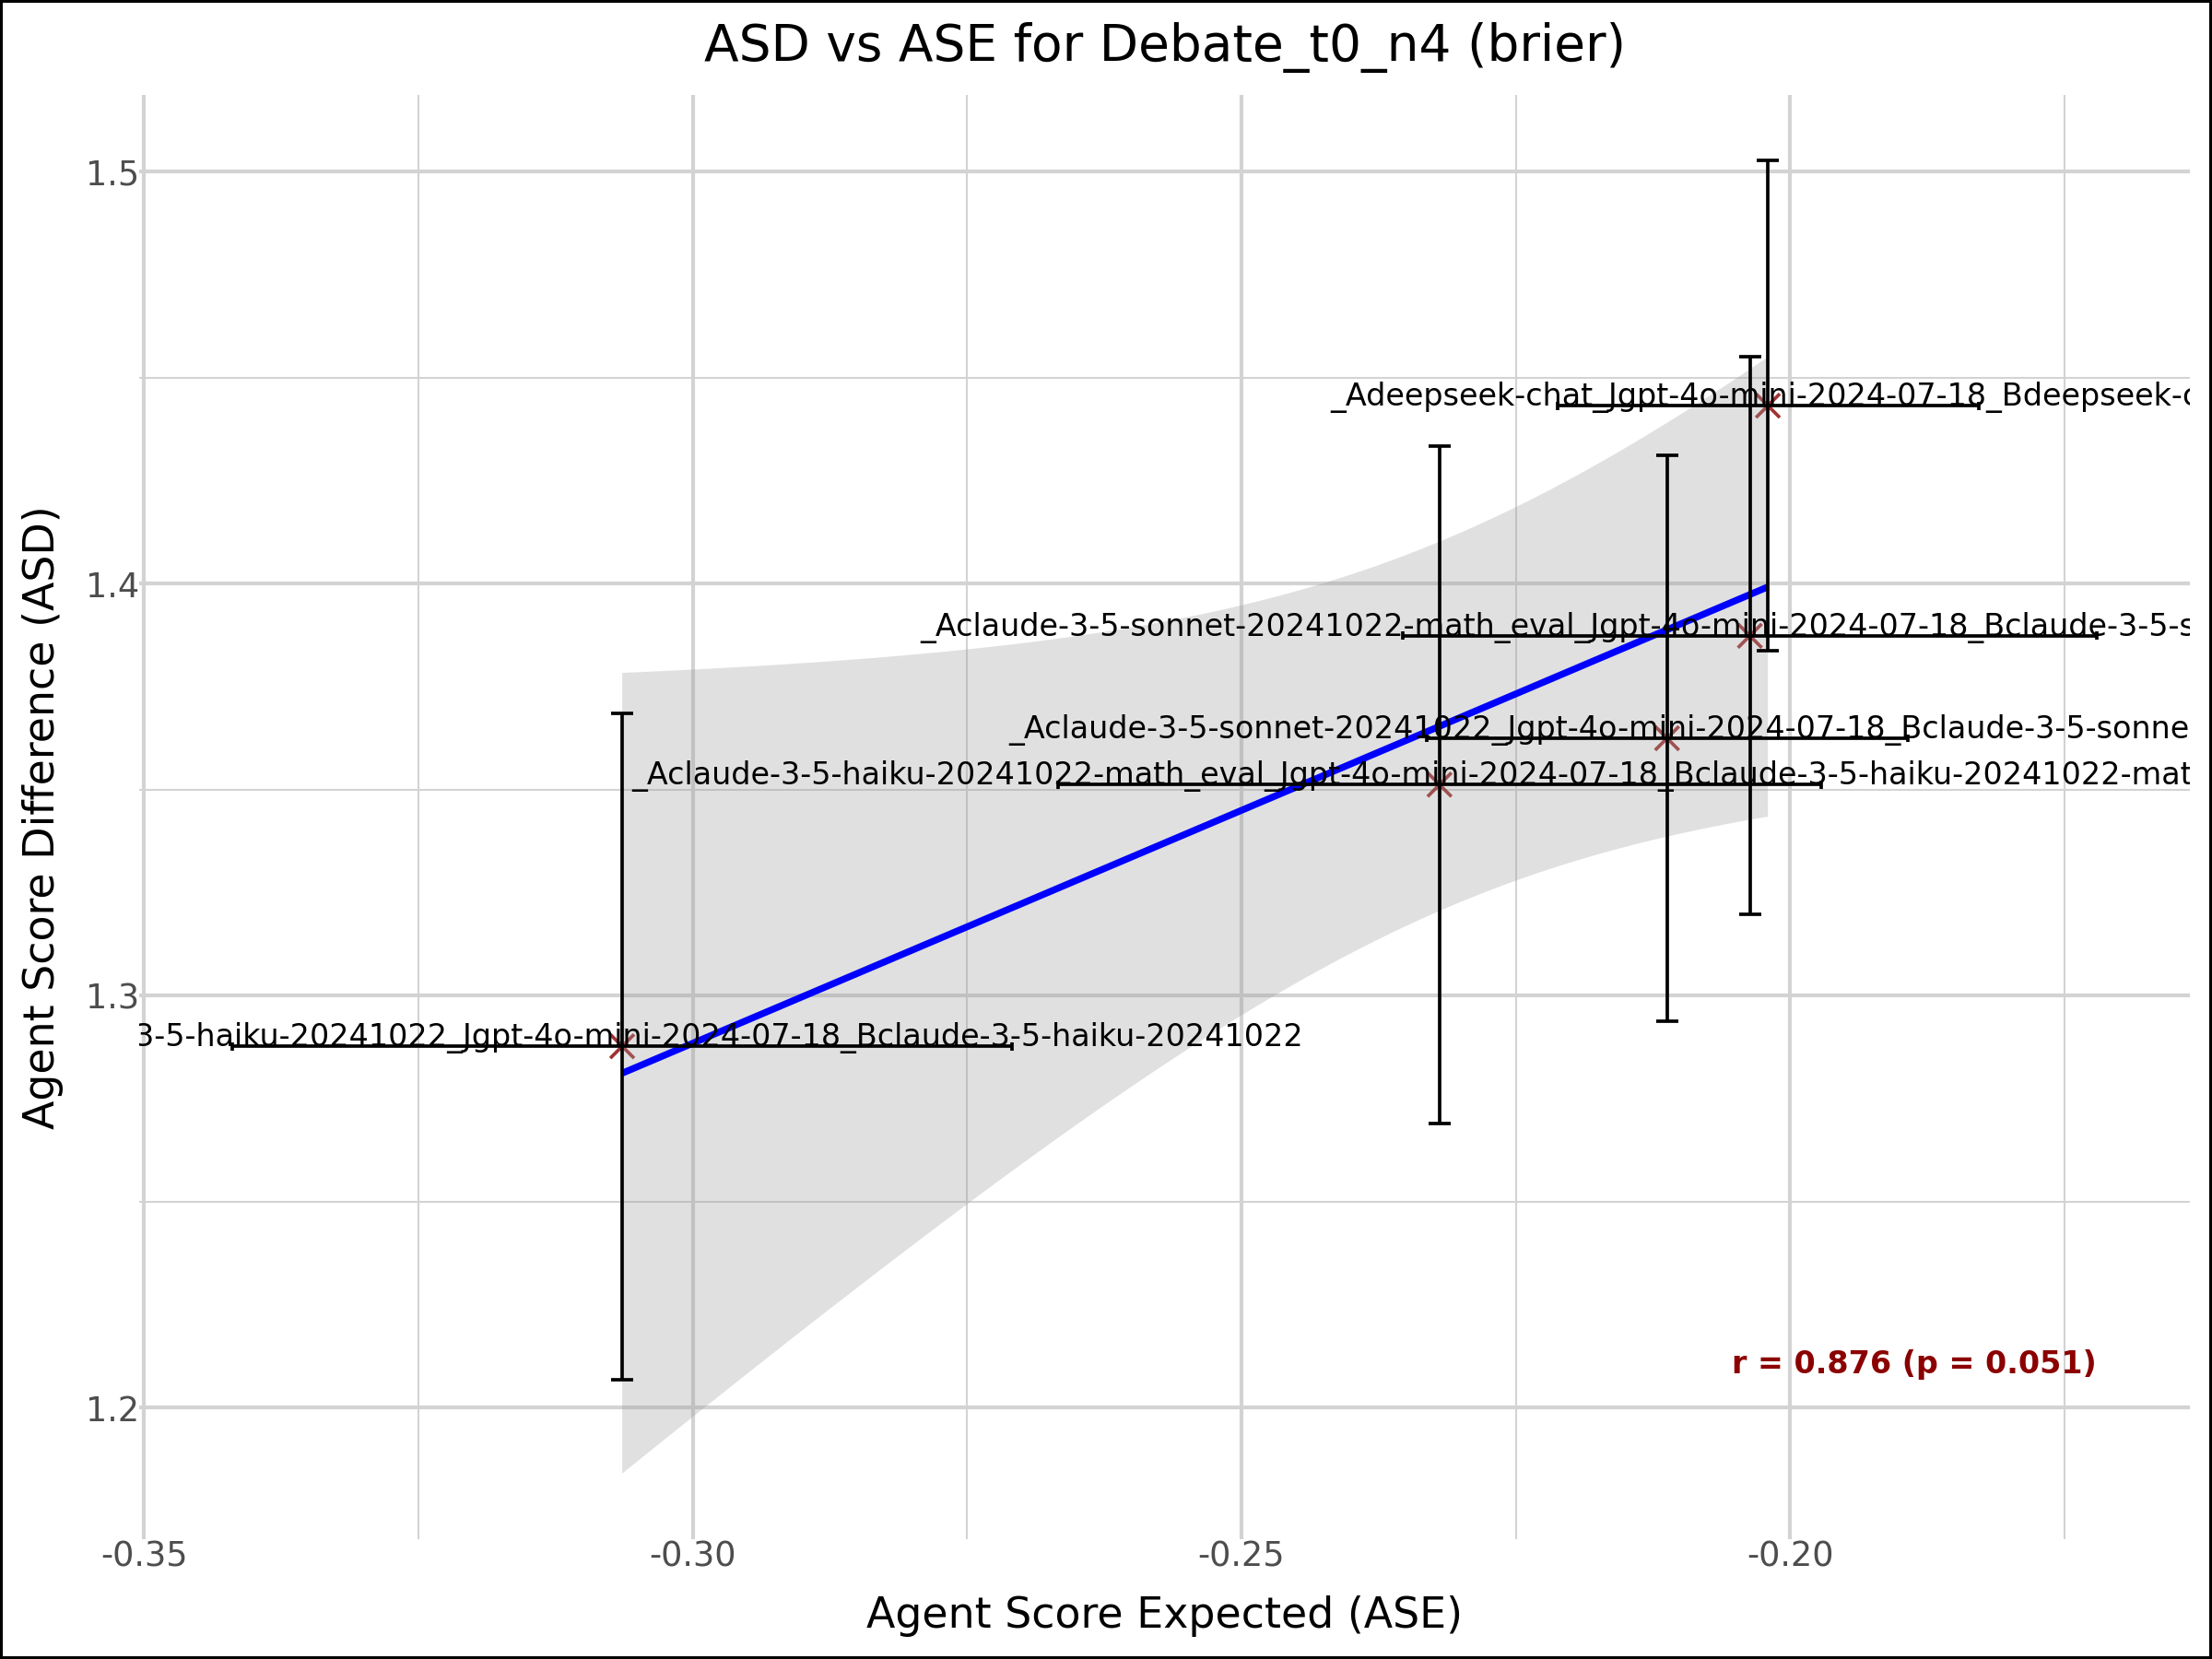 ASD vs ASE for Debate_t0_n4 (brier)
Agent Score Difference (ASD)
1.5
1.4
1.3
1.2
_Adeepseek-chat_Jgpt-4o-mini-2024-07-18_Bdeepseek-c
_Aclaude-3-5-sonnet-20241022-math_eval_Jgpt-4o-mini-2024-07-18_Bclaude-3-5-s
_Aclaude-3-5-sonnet-20241022_Jgpt-4o-mini-2024-07-18_Bclaude-3-5-sonne
_Aclaude-3-5-haiku-20241022-math_eval_Jgpt-4o-mini-2024-07-18_Bclaude-3-5-haiku-20241022-mat
3-5-haiku-20241022_Jgpt-4o-mini-2024-07-18_Bclaude-3-5-haiku-20241022
r = 0.876 (p = 0.051)
-0.35
-0.30
-0.25
-0.20
Agent Score Expected (ASE)